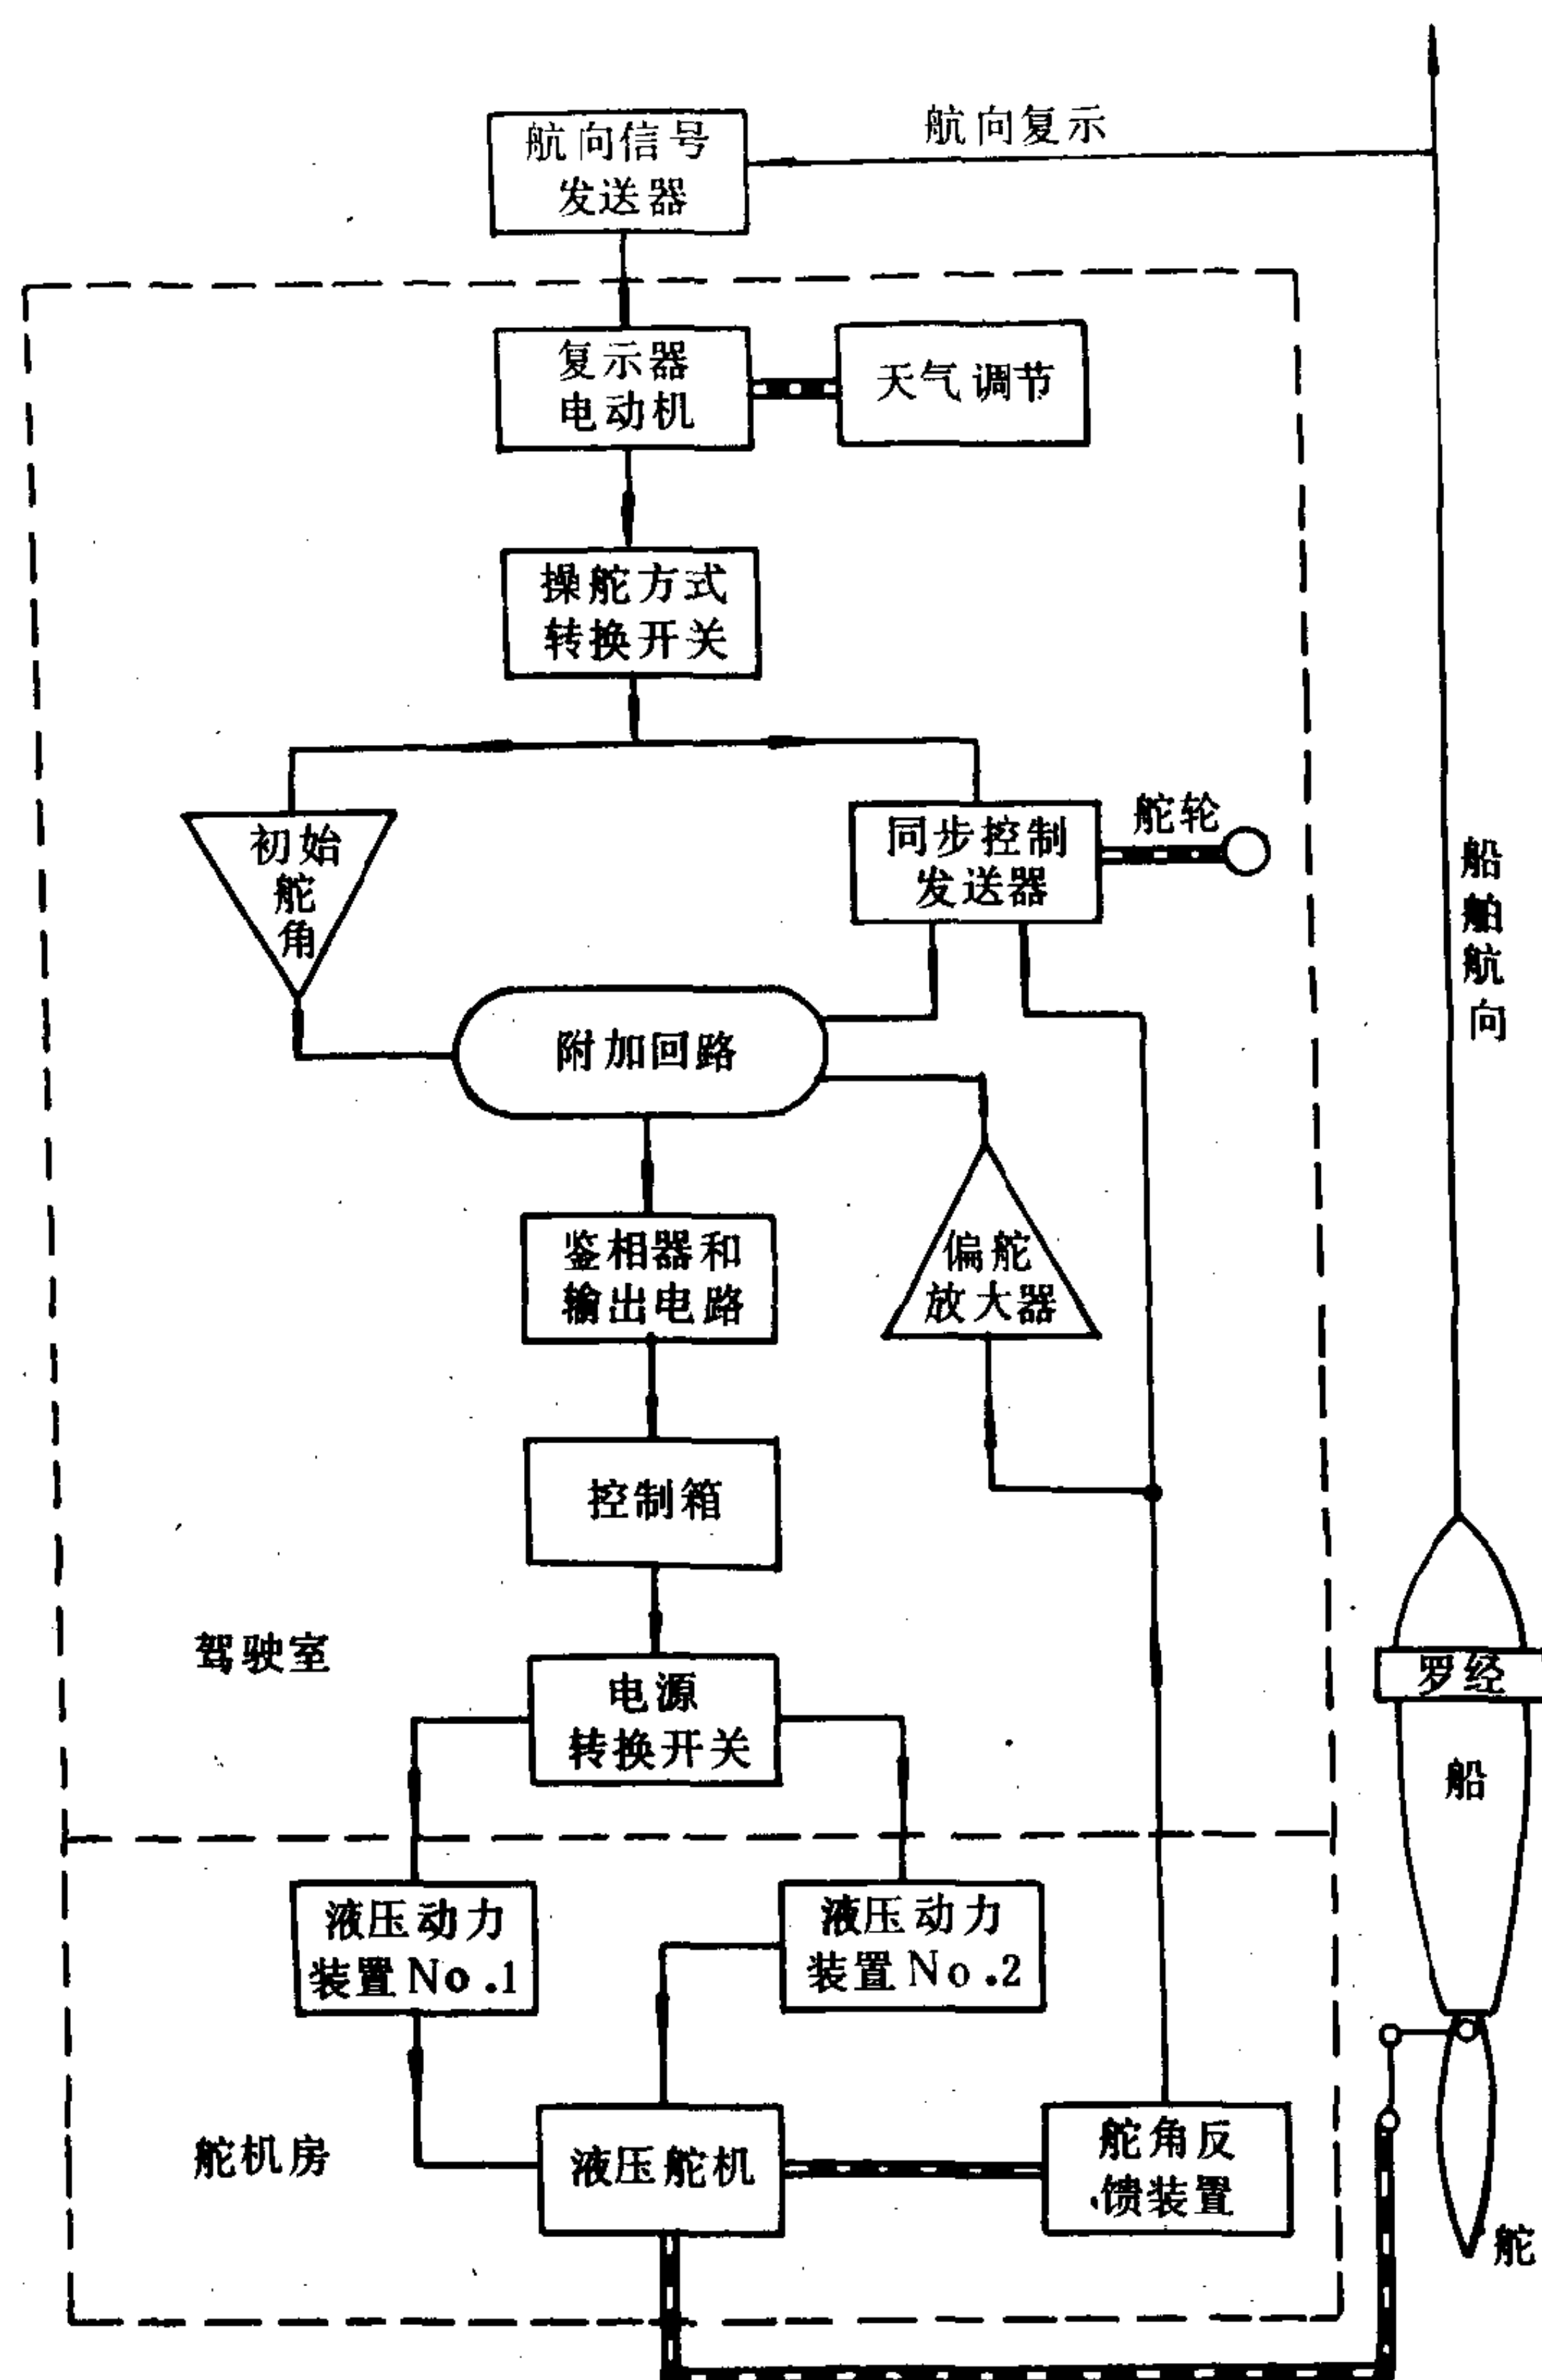 航向复示
航向信号
发送器
复示器
电动机
天气调节
操舵方式
转换开关
初始
舵
角
同步控制
发送器
舵轮
船
舶
航
向
附加回路
鉴相器和
输出电路
偏舵
放大器
控制箱
驾驶室
电源
转换开关
罗经
船
液压动力
装置No.1
液压动力
装置No.2
舵机房
液压舵机
舵角反
馈装置
舵